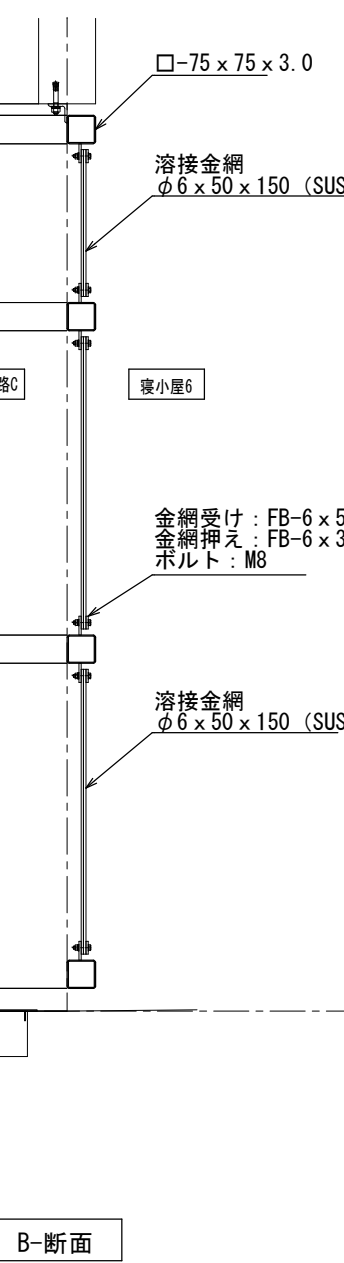 □-75 x 75 x 3.0
溶接金網
φ6 x 50 x 150 (SUS
路C
寝小屋6
金網受け：FB-6 x 5
金網押え：FB-6 x 3
ボルト：M8
溶接金網
φ6 x 50 x 150 (SUS
B-断面